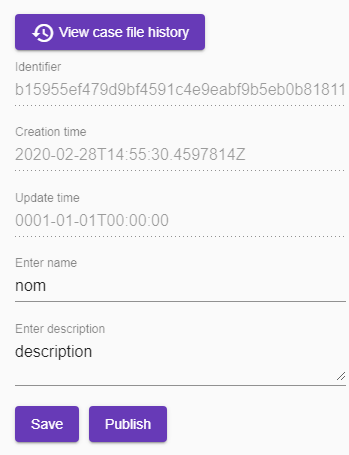 View case file history
Identifier
b15955ef479d9bf4591c4e9eabf9b5eb0b81811
Creation time
2020-02-28T14:55:30.4597814Z
Update time
0001-01-01T00:00:00
Enter name
nom
Enter description
description
Save Publish